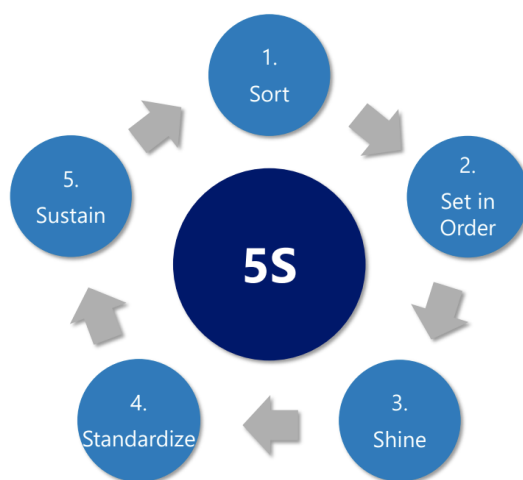 1.
Sort
2.
Set in
Order
3.
Shine
4.
Standardize
5.
Sustain
5S